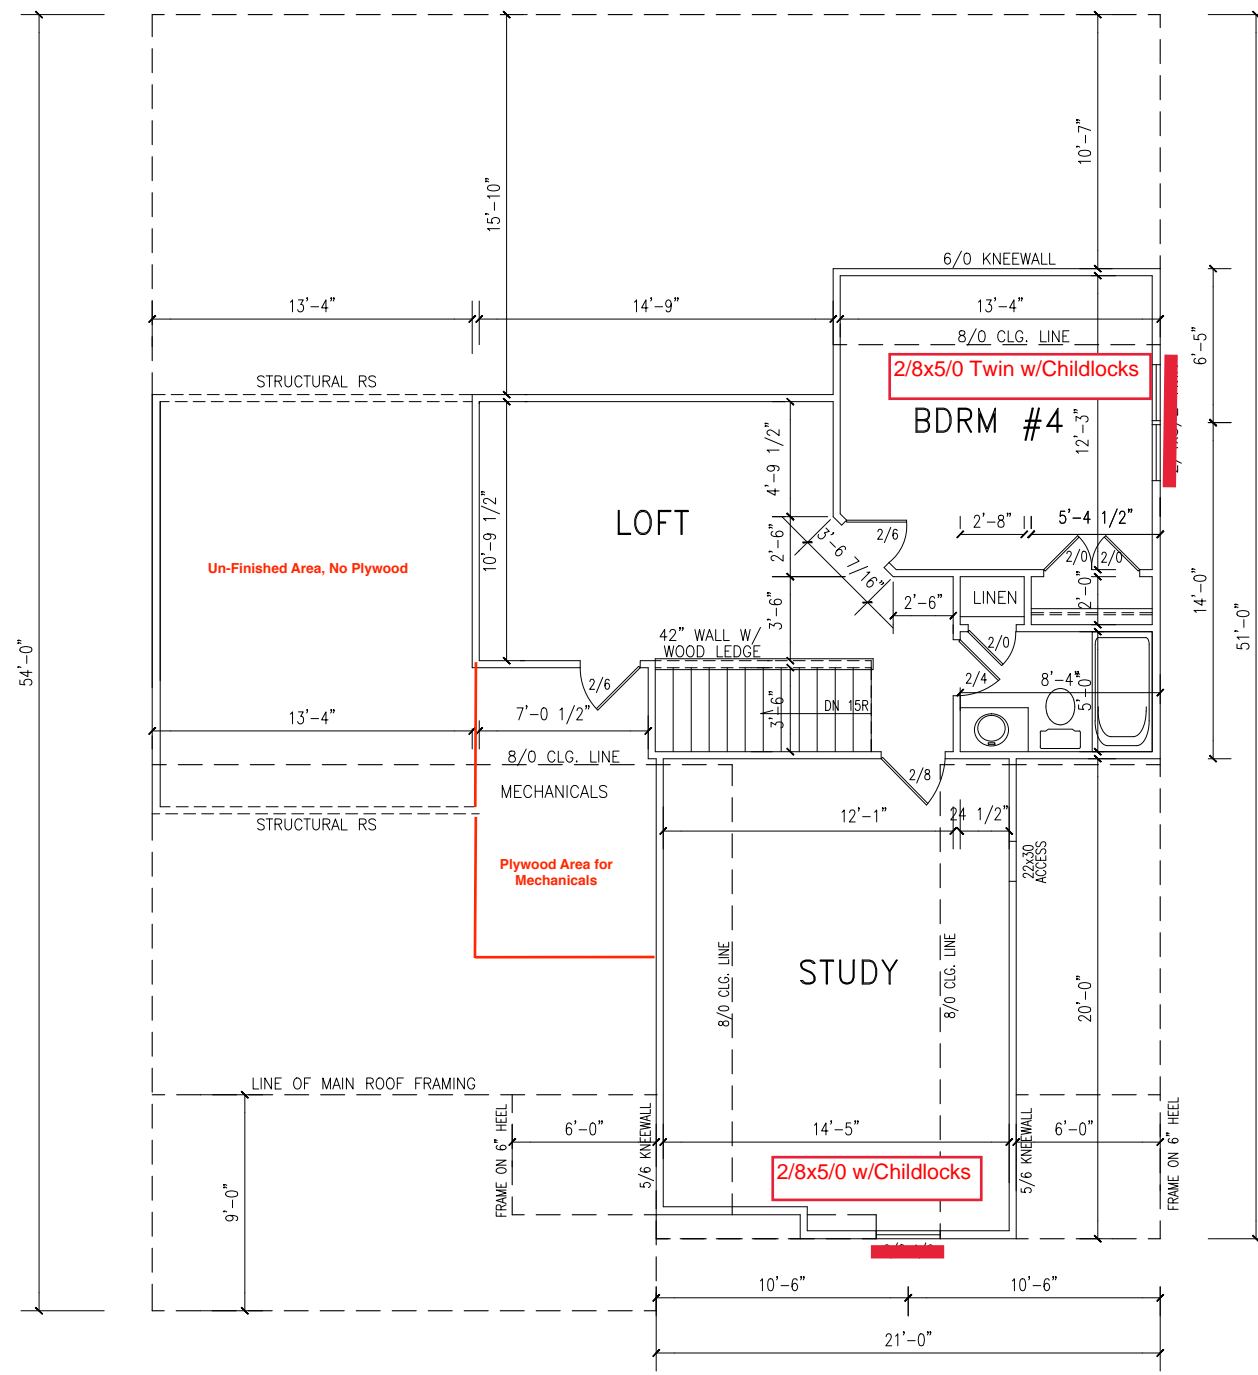 10'-7"
15'-10"
6/0 KNEEWALL
13'-4"
14'-9"
13'-4"
8/0 CLG. LINE
6'-5"
2/8x5/0 Twin w/Childlocks
STRUCTURAL RS
BDRM #4
12'-3"
4'-9 1/2"
10'-9 1/2"
LOFT
2'-8"
5'-4 1/2"
2/6
3'-6 7/16"
2'-6"
2/0
2/0
Un-Finished Area, No Plywood
14'-0"
51'-0"
54'-0"
2'-6"
LINEN
2'-0"
3'-6"
42" WALL W/
WOOD LEDGE
2/0
2/6
2/4
8'-4"
5'-0"
13'-4"
7'-0 1/2"
3'-6"
DN 15R
8/0 CLG. LINE
MECHANICALS
2/8
STRUCTURAL RS
12'-1"
24 1/2"
22x30
ACCESS
Plywood Area for
Mechanicals
STUDY
8/0 CLG. LINE
8/0 CLG. LINE
20'-0"
LINE OF MAIN ROOF FRAMING
FRAME ON 6" HEEL
6'-0"
5/6 KNEEWALL
14'-5"
5/6 KNEEWALL
6'-0"
FRAME ON 6" HEEL
2/8x5/0 w/Childlocks
9'-0"
10'-6"
10'-6"
21'-0"